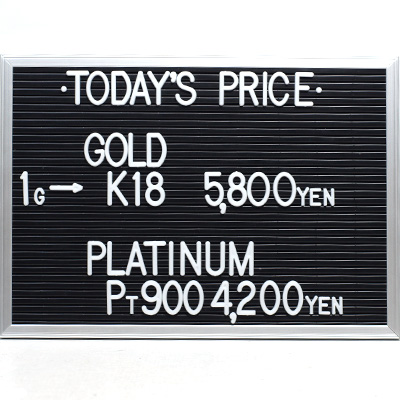 ·TODAY'S PRICE·
GOLD
1G→ K18 5,800YEN
PLATINUM
PT900 4,200YEN